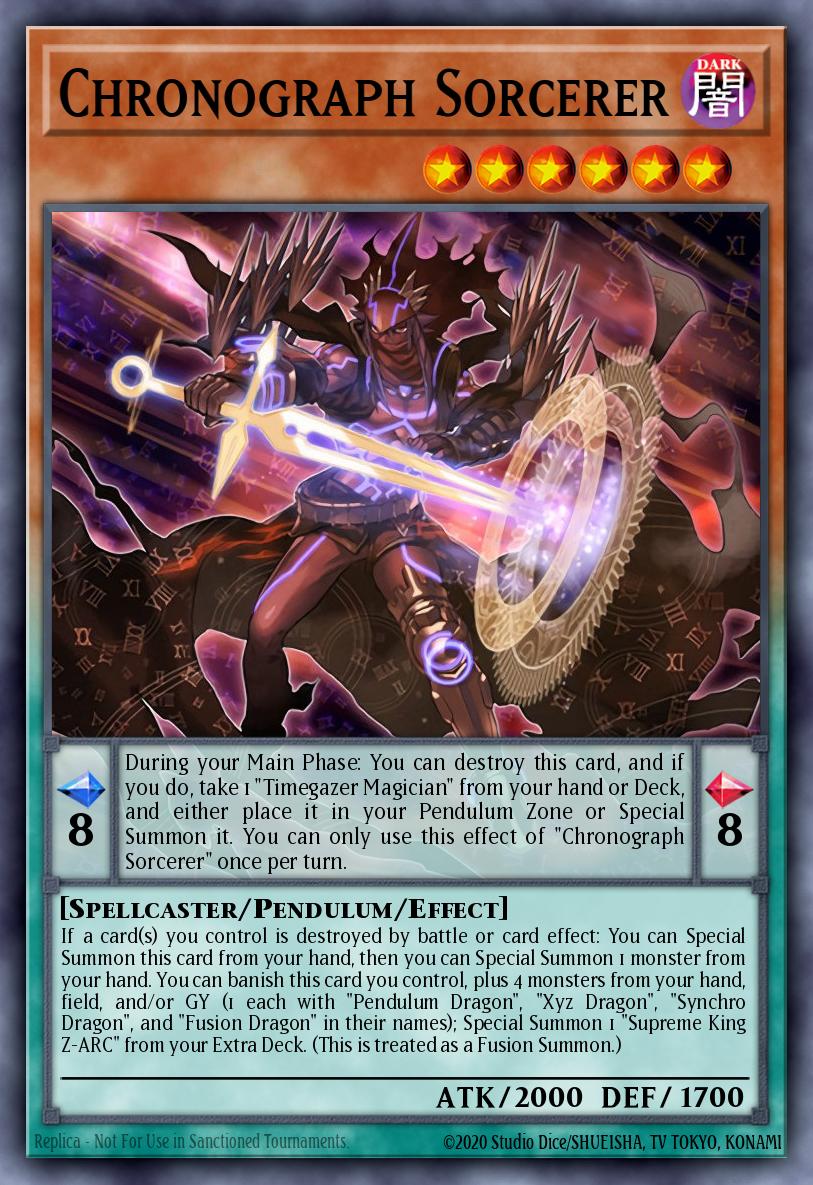 Chronograph Sorcerer
DARK
闇
During your Main Phase: You can destroy this card, and if
you do, take 1 "Timegazer Magician" from your hand or Deck,
and either place it in your Pendulum Zone or Special
Summon it. You can only use this effect of "Chronograph
Sorcerer" once per turn.
8
8
[Spellcaster/Pendulum/Effect]
If a card(s) you control is destroyed by battle or card effect: You can Special
Summon this card from your hand, then you can Special Summon 1 monster from
your hand. You can banish this card you control, plus 4 monsters from your hand,
field, and/or GY (1 each with "Pendulum Dragon", "Xyz Dragon", "Synchro
Dragon", and "Fusion Dragon" in their names); Special Summon 1 "Supreme King
Z-ARC" from your Extra Deck. (This is treated as a Fusion Summon.)
ATK/2000 DEF/1700
Replica - Not For Use in Sanctioned Tournaments.
©2020 Studio Dice/SHUEISHA, TV TOKYO, KONAMI